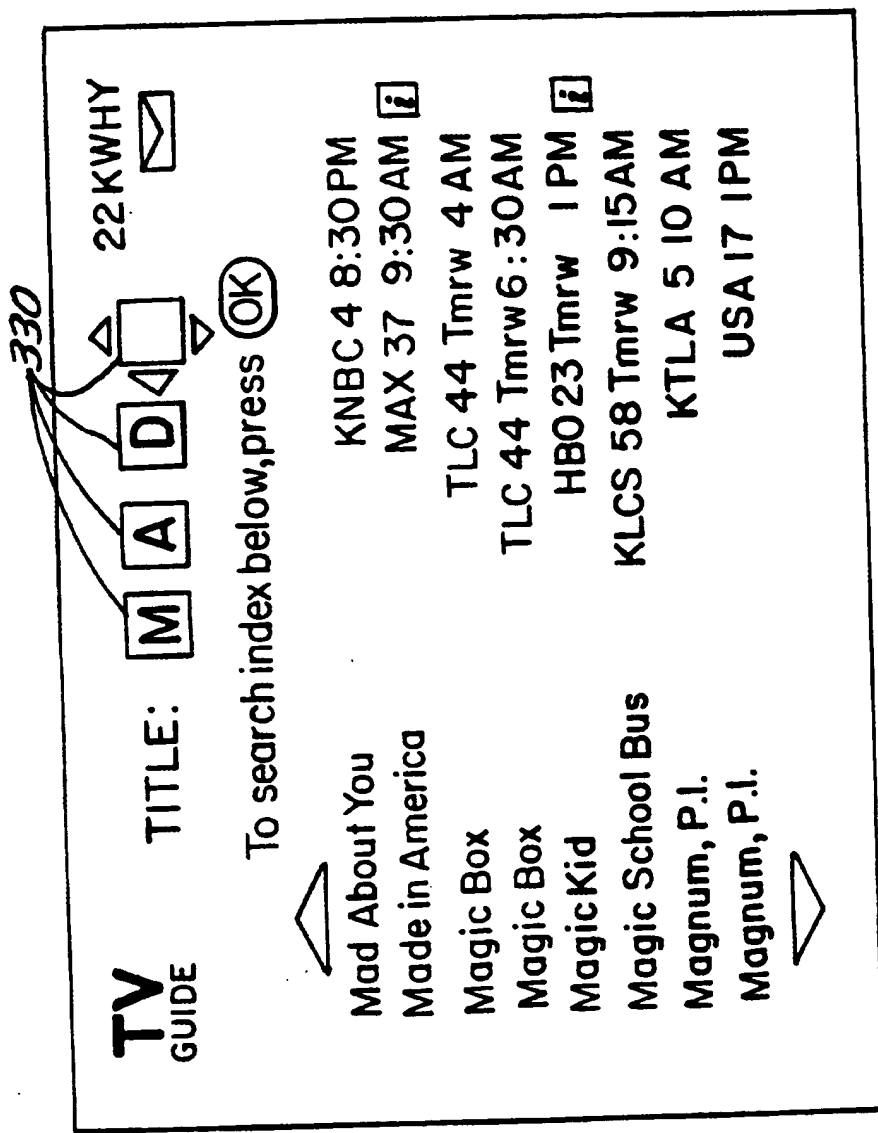 330
TV GUIDE TITLE: M A D 22 KWHY
To search index below, press OK
Mad About You KNBC 4 8:30PM
Made in America MAX 37 9:30AM i
Magic Box TLC 44 Tmrw 4 AM
Magic Box TLC 44 Tmrw 6:30AM
Magic Kid HBO 23 Tmrw 1 PM i
Magic School Bus KLCS 58 Tmrw 9:15AM
Magnum, P.I. KTLA 5 10 AM
Magnum, P.I. USA 17 1PM